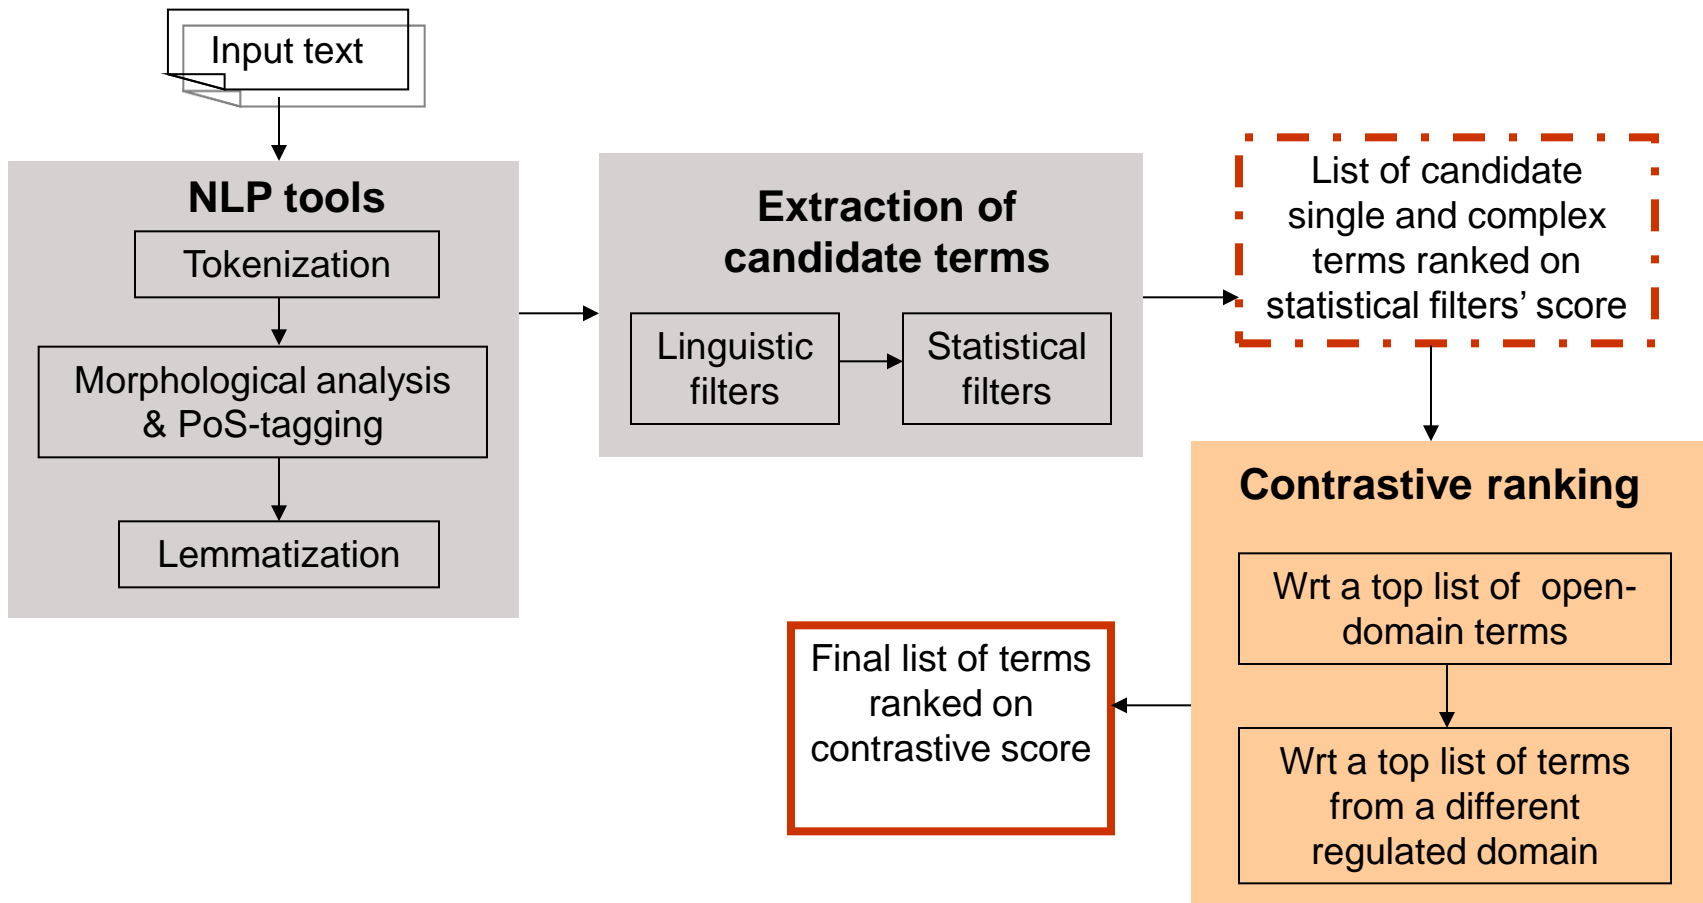 Input text
NLP tools
Tokenization
Morphological analysis
& PoS-tagging
Lemmatization
Extraction of
candidate terms
Linguistic
filters
Statistical
filters
List of candidate
single and complex
terms ranked on
statistical filters’ score
Contrastive ranking
Wrt a top list of  open-
domain terms
Wrt a top list of terms
from a different
regulated domain
Final list of terms
ranked on
contrastive score